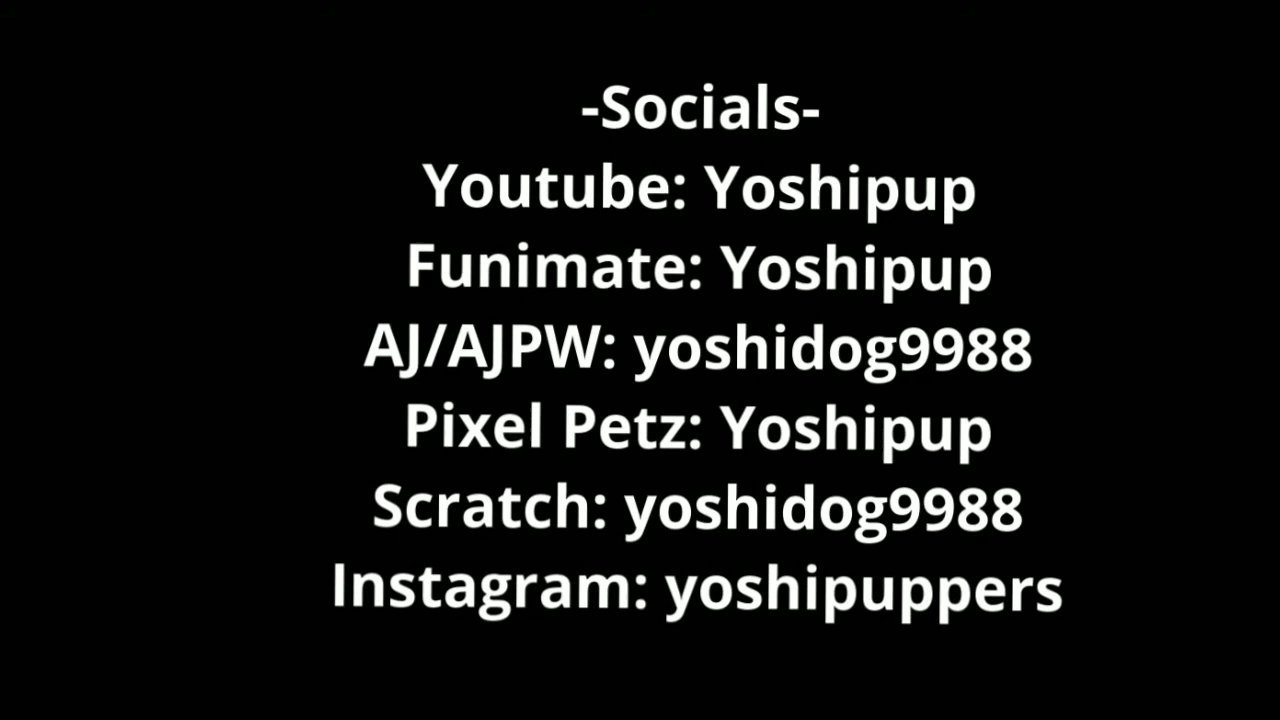 -Socials-
Youtube: Yoshipup
Funimate: Yoshipup
AJ/AJPW: yoshidog9988
Pixel Petz: Yoshipup
Scratch: yoshidog9988
Instagram: yoshipuppers